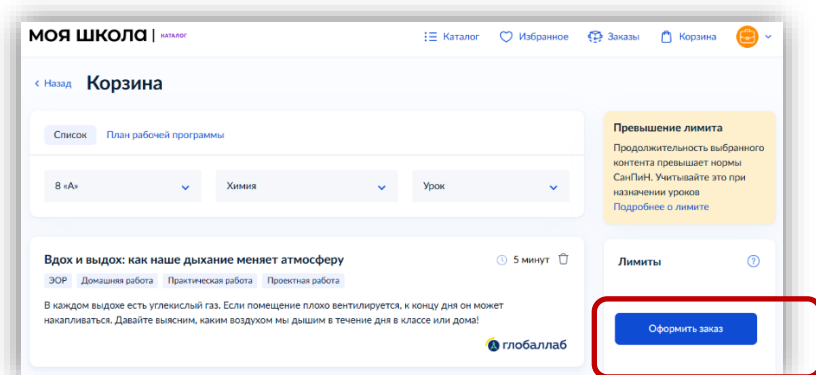 МОЯ ШКОЛА | КАТАЛОГ
Каталог Избранное Заказы Корзина
Назад Корзина
Список План рабочей программы
8 «А» Химия Урок
Превышение лимита
Продолжительность выбранного
контента превышает нормы
СанПиН. Учитывайте это при
назначении уроков
Подробнее о лимите
Вдох и выдох: как наше дыхание меняет атмосферу 5 минут
ЭОР Домашняя работа Практическая работа Проектная работа
В каждом выдохе есть углекислый газ. Если помещение плохо вентилируется, к концу дня он может
накапливаться. Давайте выясним, каким воздухом мы дышим в течение дня в классе или дома!
глобаллаб
Лимиты ?
Оформить заказ